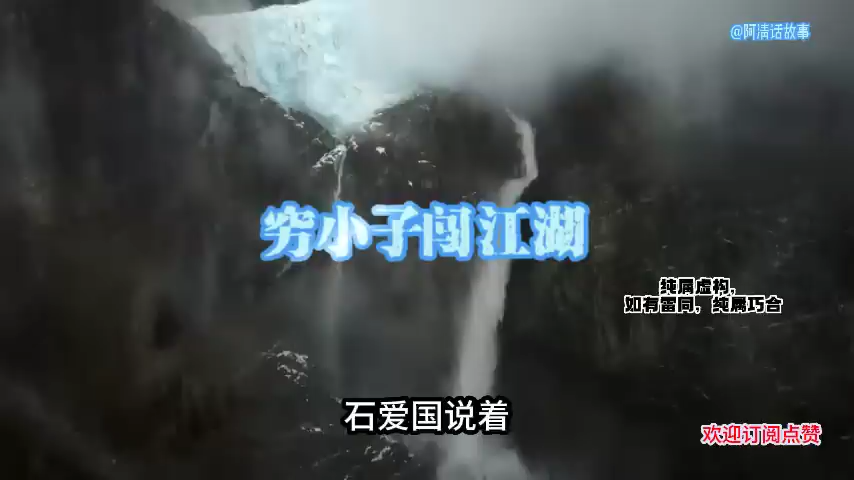 @阿清话故事
穷小子闯江湖
纯属虚构,
如有雷同，纯属巧合
石爱国说着
欢迎订阅点赞